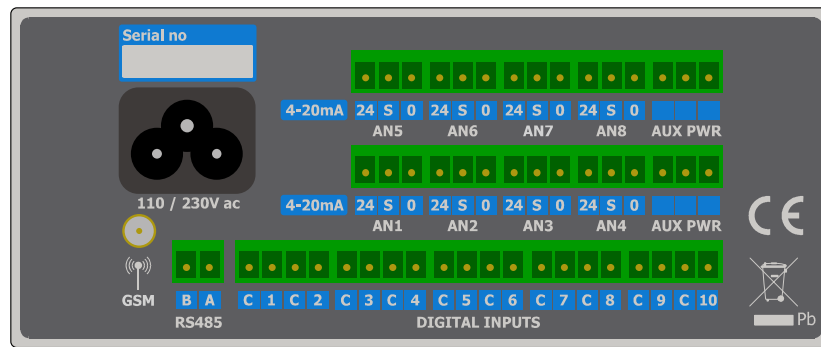 Serial no
4-20mA 24 S 0 24 S 0 24 S 0 24 S 0
AN5 AN6 AN7 AN8 AUX PWR
110 / 230V ac
4-20mA 24 S 0 24 S 0 24 S 0 24 S 0
AN1 AN2 AN3 AN4 AUX PWR
CE
GSM B A C 1 C 2 C 3 C 4 C 5 C 6 C 7 C 8 C 9 C 10
RS485 DIGITAL INPUTS
Pb